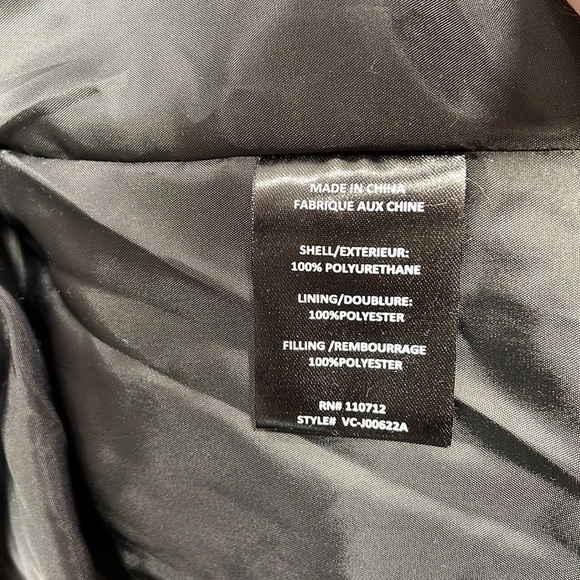 MADE IN CHINA
FABRIQUE AUX CHINE
SHELL/EXTERIEUR:
100% POLYURETHANE
LINING/DOUBLURE:
100%POLYESTER
FILLING /REMBOURRAGE
100%POLYESTER
RN# 110712
STYLE# VC-J00622A